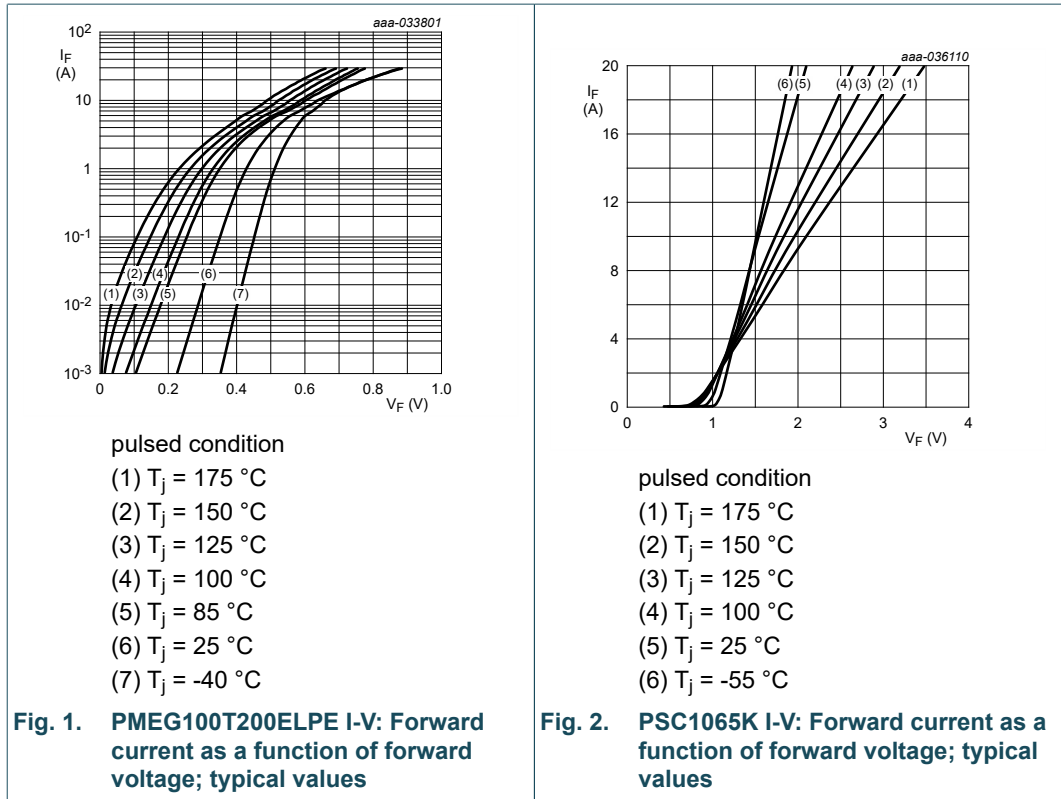 aaa-033801
10²
I_F
(A)
10
1
10⁻¹
10⁻²
10⁻³
(1)
(2)
(3)
(4)
(5)
(6)
(7)
0
0.2
0.4
0.6
0.8
1.0
V_F (V)
pulsed condition
(1) T_j = 175 °C
(2) T_j = 150 °C
(3) T_j = 125 °C
(4) T_j = 100 °C
(5) T_j = 85 °C
(6) T_j = 25 °C
(7) T_j = -40 °C
Fig. 1. PMEG100T200ELPE I-V: Forward
current as a function of forward
voltage; typical values
aaa-036110
20
I_F
(A)
16
12
8
4
0
(6) (5) (4) (3) (2) (1)
0
1
2
3
4
V_F (V)
pulsed condition
(1) T_j = 175 °C
(2) T_j = 150 °C
(3) T_j = 125 °C
(4) T_j = 100 °C
(5) T_j = 25 °C
(6) T_j = -55 °C
Fig. 2. PSC1065K I-V: Forward current as a
function of forward voltage; typical
values